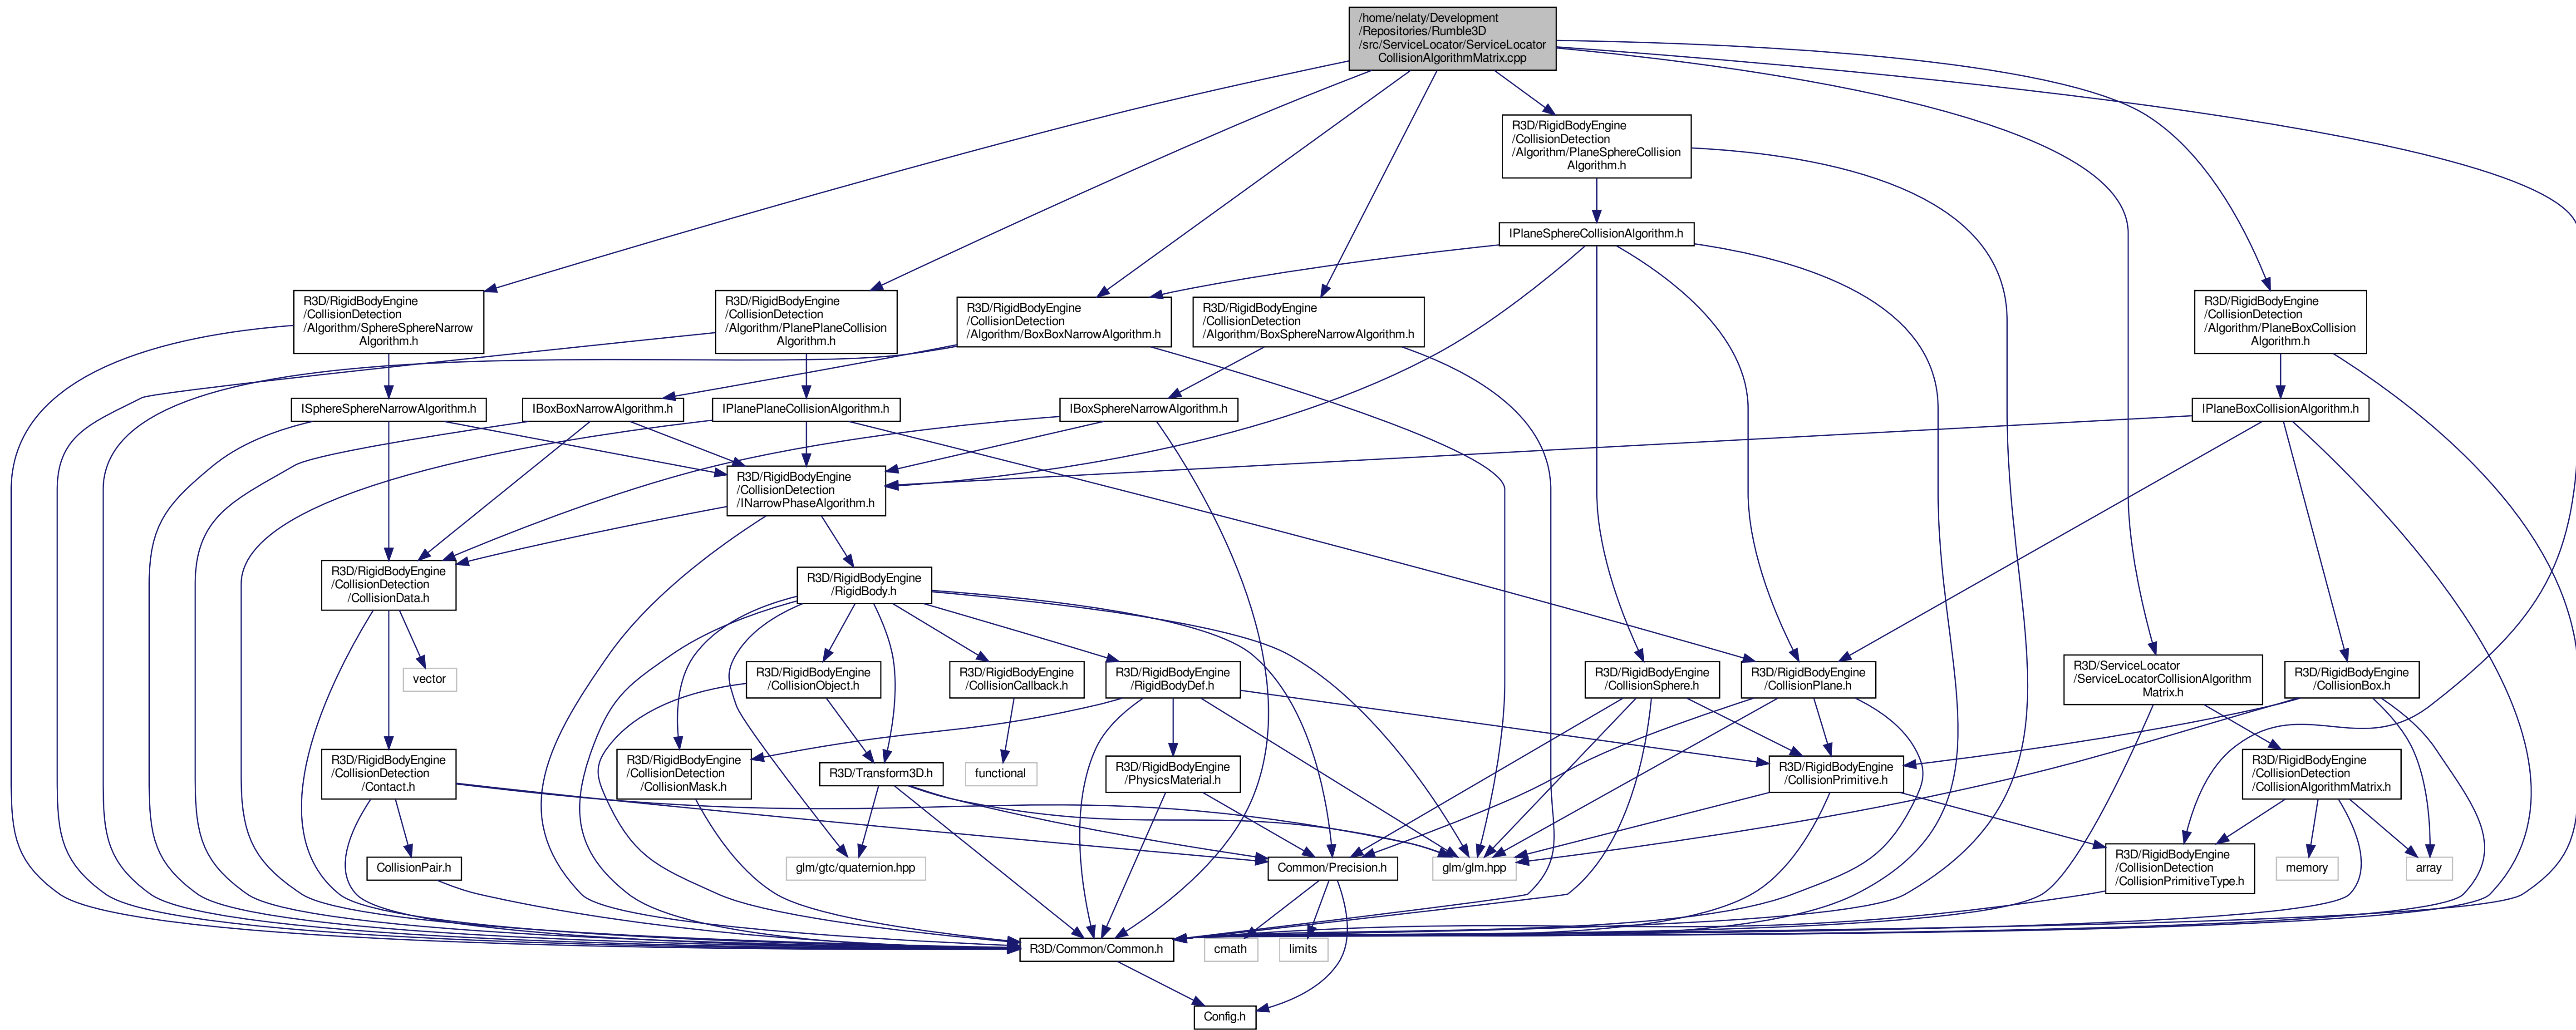 /home/nelaty/Development
/Repositories/Rumble3D
/src/ServiceLocator/ServiceLocator
CollisionAlgorithmMatrix.cpp
R3D/RigidBodyEngine
/CollisionDetection
/Algorithm/PlaneSphereCollision
Algorithm.h
IPlaneSphereCollisionAlgorithm.h
R3D/RigidBodyEngine
/CollisionDetection
/Algorithm/SphereSphereNarrow
Algorithm.h
R3D/RigidBodyEngine
/CollisionDetection
/Algorithm/PlanePlaneCollision
Algorithm.h
R3D/RigidBodyEngine
/CollisionDetection
/Algorithm/BoxBoxNarrowAlgorithm.h
R3D/RigidBodyEngine
/CollisionDetection
/Algorithm/BoxSphereNarrowAlgorithm.h
R3D/RigidBodyEngine
/CollisionDetection
/Algorithm/PlaneBoxCollision
Algorithm.h
ISphereSphereNarrowAlgorithm.h
IBoxBoxNarrowAlgorithm.h
IPlanePlaneCollisionAlgorithm.h
IBoxSphereNarrowAlgorithm.h
IPlaneBoxCollisionAlgorithm.h
R3D/RigidBodyEngine
/CollisionDetection
/INarrowPhaseAlgorithm.h
R3D/RigidBodyEngine
/CollisionDetection
/CollisionData.h
R3D/RigidBodyEngine
/RigidBody.h
vector
R3D/RigidBodyEngine
/CollisionObject.h
R3D/RigidBodyEngine
/CollisionCallback.h
R3D/RigidBodyEngine
/RigidBodyDef.h
R3D/RigidBodyEngine
/CollisionSphere.h
R3D/RigidBodyEngine
/CollisionPlane.h
R3D/ServiceLocator
/ServiceLocatorCollisionAlgorithm
Matrix.h
R3D/RigidBodyEngine
/CollisionBox.h
R3D/RigidBodyEngine
/CollisionDetection
/Contact.h
R3D/RigidBodyEngine
/CollisionDetection
/CollisionMask.h
R3D/Transform3D.h
functional
R3D/RigidBodyEngine
/PhysicsMaterial.h
R3D/RigidBodyEngine
/CollisionPrimitive.h
R3D/RigidBodyEngine
/CollisionDetection
/CollisionAlgorithmMatrix.h
CollisionPair.h
glm/gtc/quaternion.hpp
Common/Precision.h
glm/glm.hpp
R3D/RigidBodyEngine
/CollisionDetection
/CollisionPrimitiveType.h
memory
array
R3D/Common/Common.h
cmath
limits
Config.h